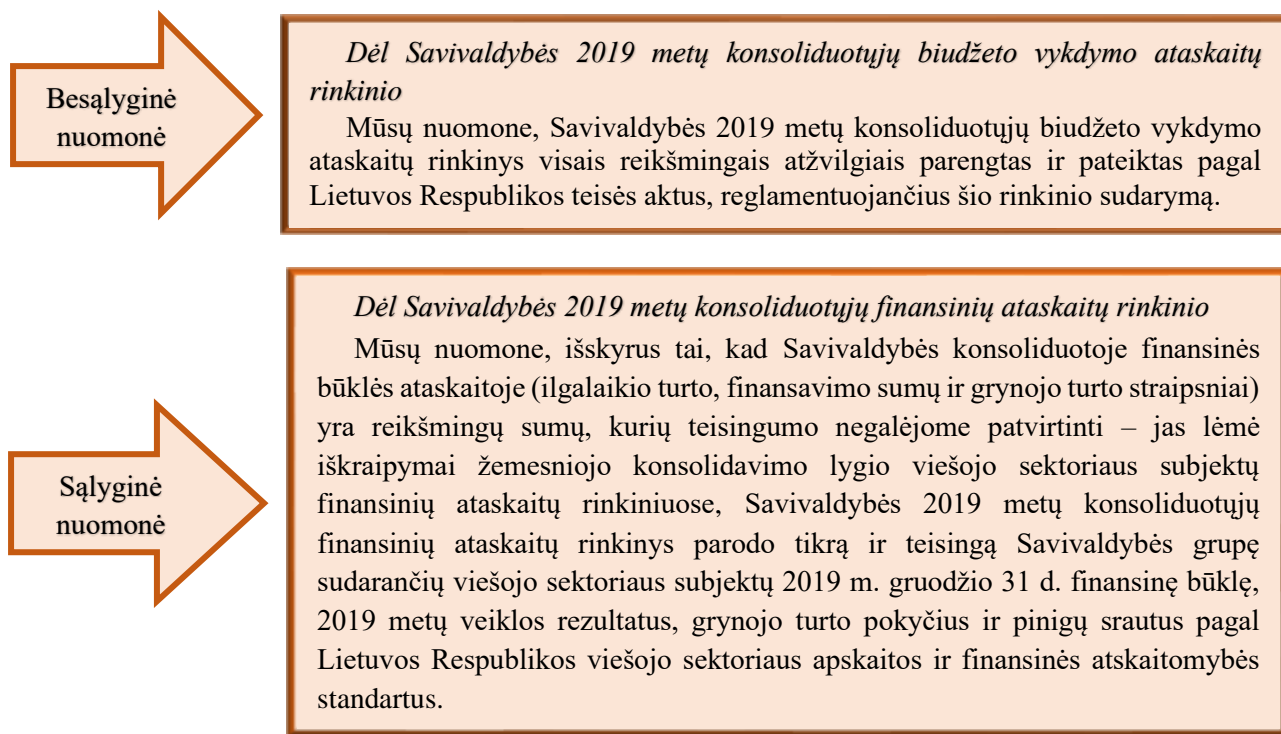 Besąlyginė
nuomonė
Dėl Savivaldybės 2019 metų konsoliduotųjų biudžeto vykdymo ataskaitų
rinkinio
Mūsų nuomone, Savivaldybės 2019 metų konsoliduotųjų biudžeto vykdymo
ataskaitų rinkinys visais reikšmingais atžvilgiais parengtas ir pateiktas pagal
Lietuvos Respublikos teisės aktus, reglamentuojančius šio rinkinio sudarymą.
Sąlyginė
nuomonė
Dėl Savivaldybės 2019 metų konsoliduotųjų finansinių ataskaitų rinkinio
Mūsų nuomone, išskyrus tai, kad Savivaldybės konsoliduotoje finansinės
būklės ataskaitoje (ilgalaikio turto, finansavimo sumų ir grynojo turto straipsniai)
yra reikšmingų sumų, kurių teisingumo negalėjome patvirtinti – jas lėmė
iškraipymai žemesniojo konsolidavimo lygio viešojo sektoriaus subjektų
finansinių ataskaitų rinkiniuose, Savivaldybės 2019 metų konsoliduotųjų
finansinių ataskaitų rinkinys parodo tikrą ir teisingą Savivaldybės grupę
sudarančių viešojo sektoriaus subjektų 2019 m. gruodžio 31 d. finansinę būklę,
2019 metų veiklos rezultatus, grynojo turto pokyčius ir pinigų srautus pagal
Lietuvos Respublikos viešojo sektoriaus apskaitos ir finansinės atskaitomybės
standartus.